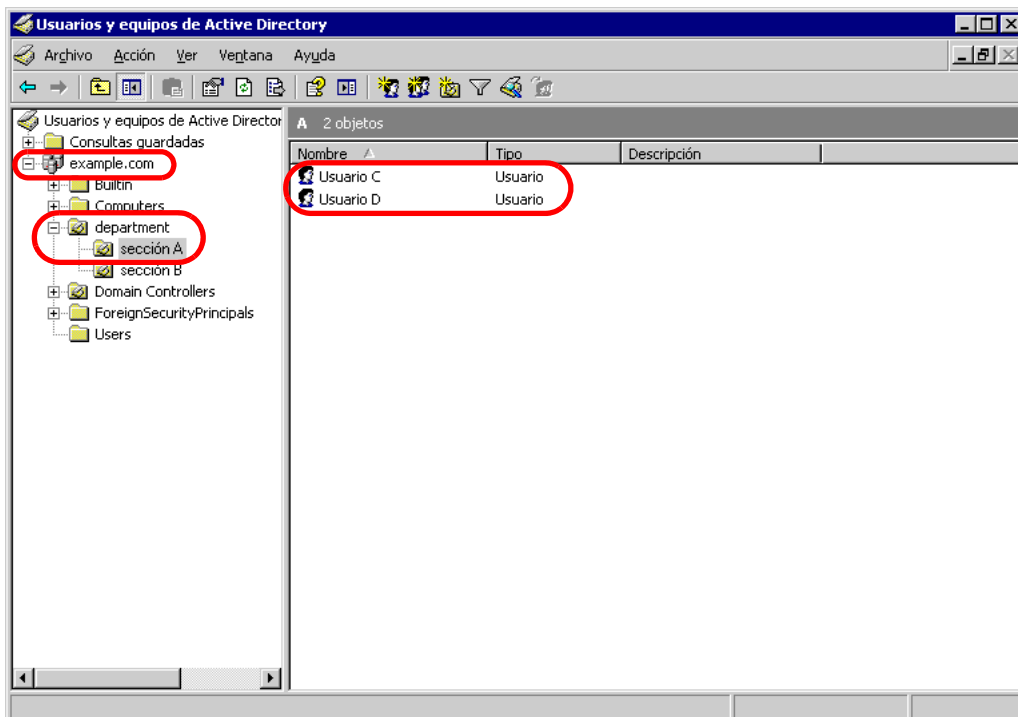 Usuarios y equipos de Active Directory
Archivo Acción Ver Ventana Ayuda
Usuarios y equipos de Active Director
Consultas guardadas
example.com
Builtin
Computers
department
sección A
sección B
Domain Controllers
ForeignSecurityPrincipals
Users
A 2 objetos
Nombre Tipo Descripción
Usuario C Usuario
Usuario D Usuario